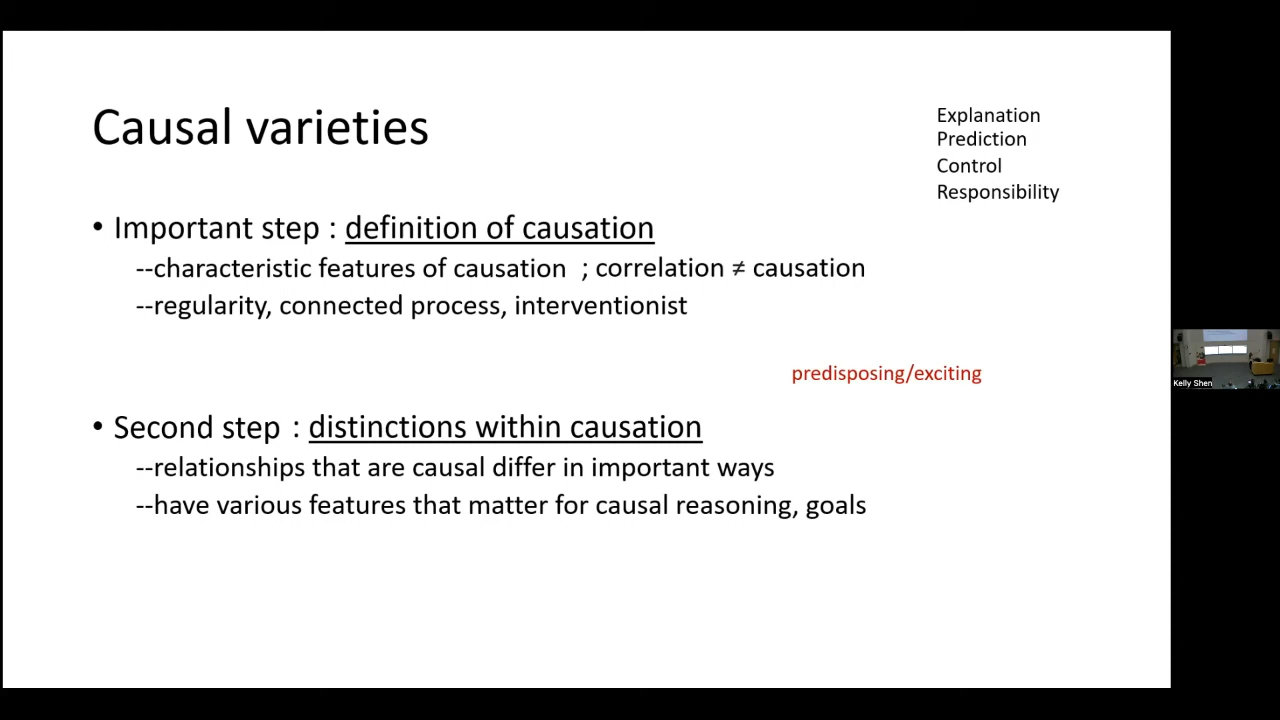 Causal varieties
Explanation
Prediction
Control
Responsibility
• Important step : definition of causation
--characteristic features of causation ; correlation ≠ causation
--regularity, connected process, interventionist
predisposing/exciting
• Second step : distinctions within causation
--relationships that are causal differ in important ways
--have various features that matter for causal reasoning, goals
Kelly Shen